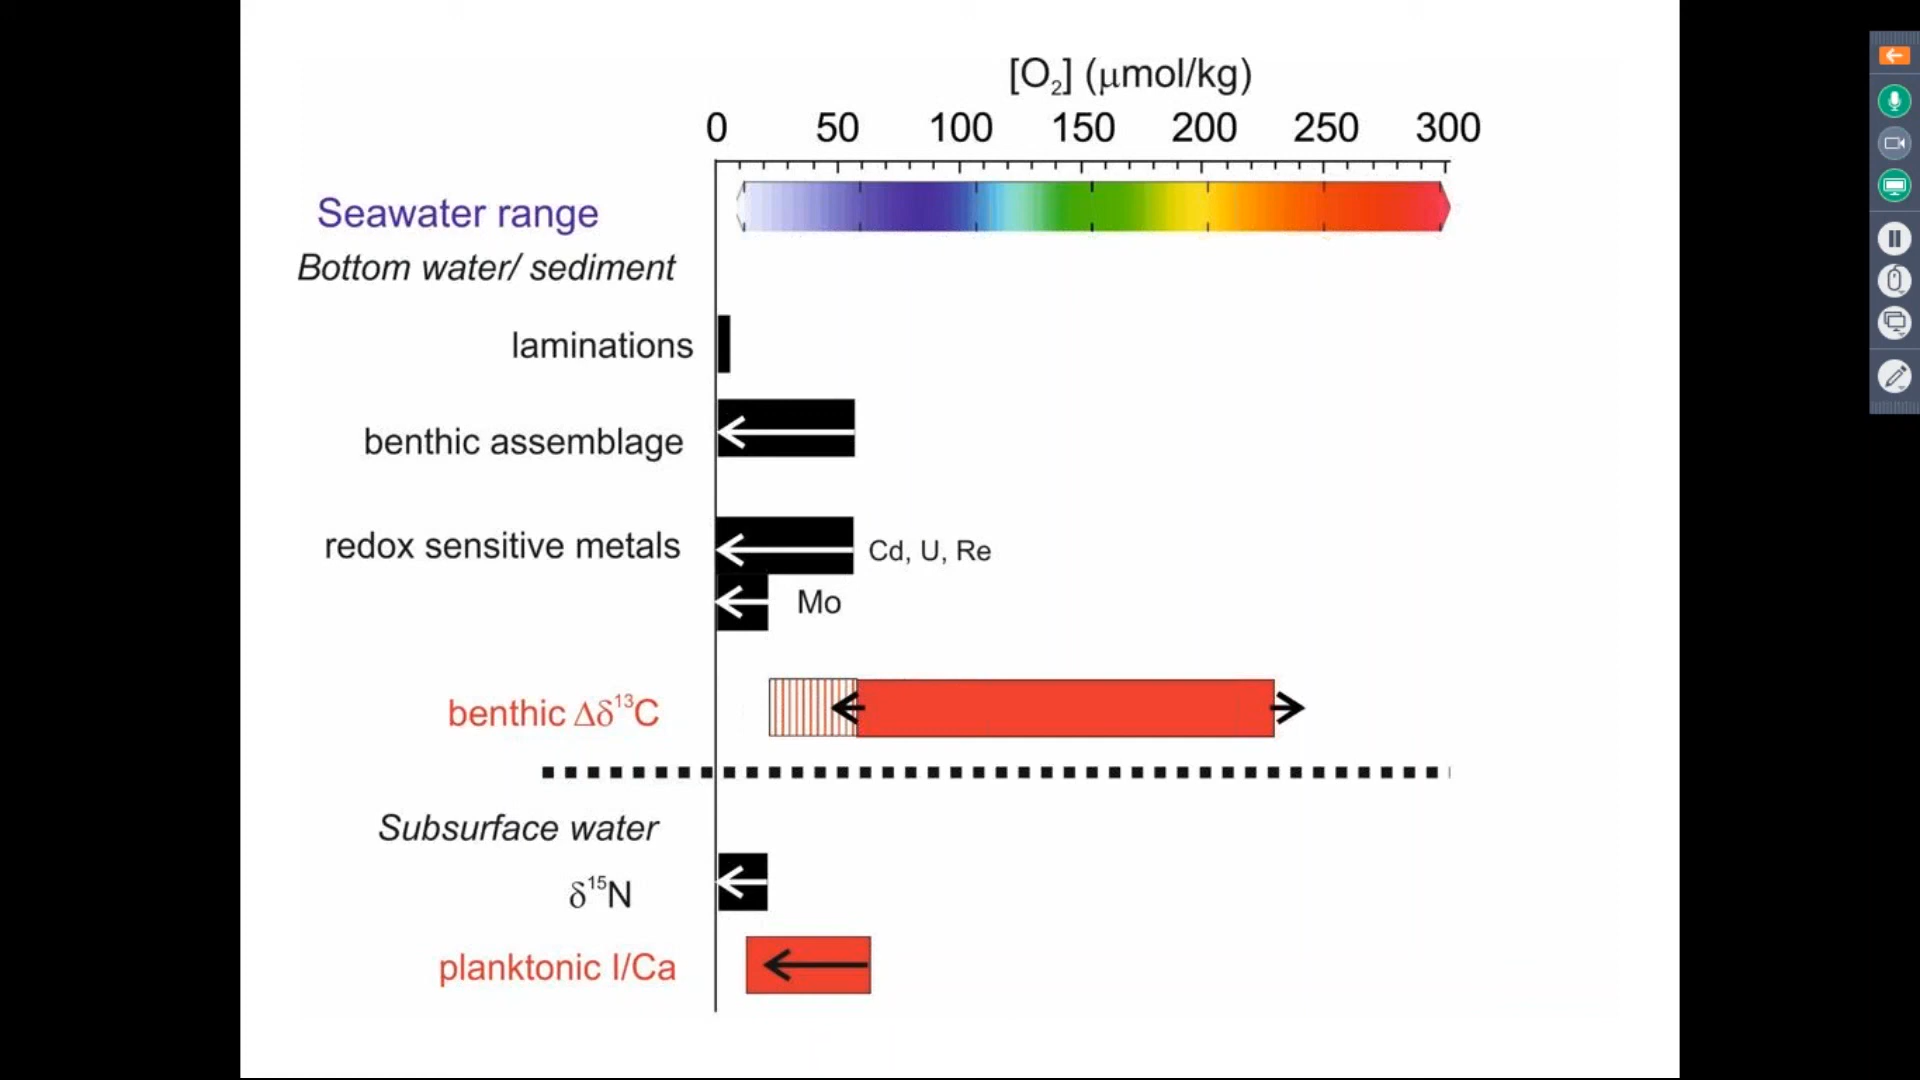 [O₂] (μmol/kg)
0 50 100 150 200 250 300
Seawater range
Bottom water/ sediment
laminations
benthic assemblage
redox sensitive metals
Cd, U, Re
Mo
benthic Δδ¹³C
Subsurface water
δ¹⁵N
planktonic I/Ca